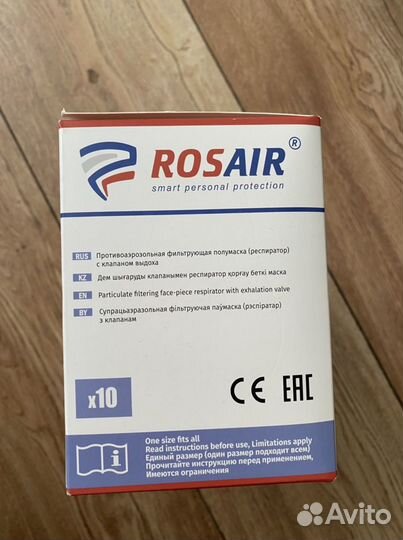 ROSAIR®
smart personal protection
RUS Противоаэрозольная фильтрующая полумаска (респиратор)
с клапаном выдоха
KZ Дем шығаруды клапанымен респиратор қорғау беткі маска
EN Particulate filtering face-piece respirator with exhalation valve
BY Супрацьаэразольная фільтруючая паўмаска (рэспіратар)
з клапанам
x10
CE EAC
i
One size fits all
Read instructions before use, Limitations apply
Единый размер (один размер подходит всем)
Прочитайте инструкцию перед применением,
Имеются ограничения
Avito